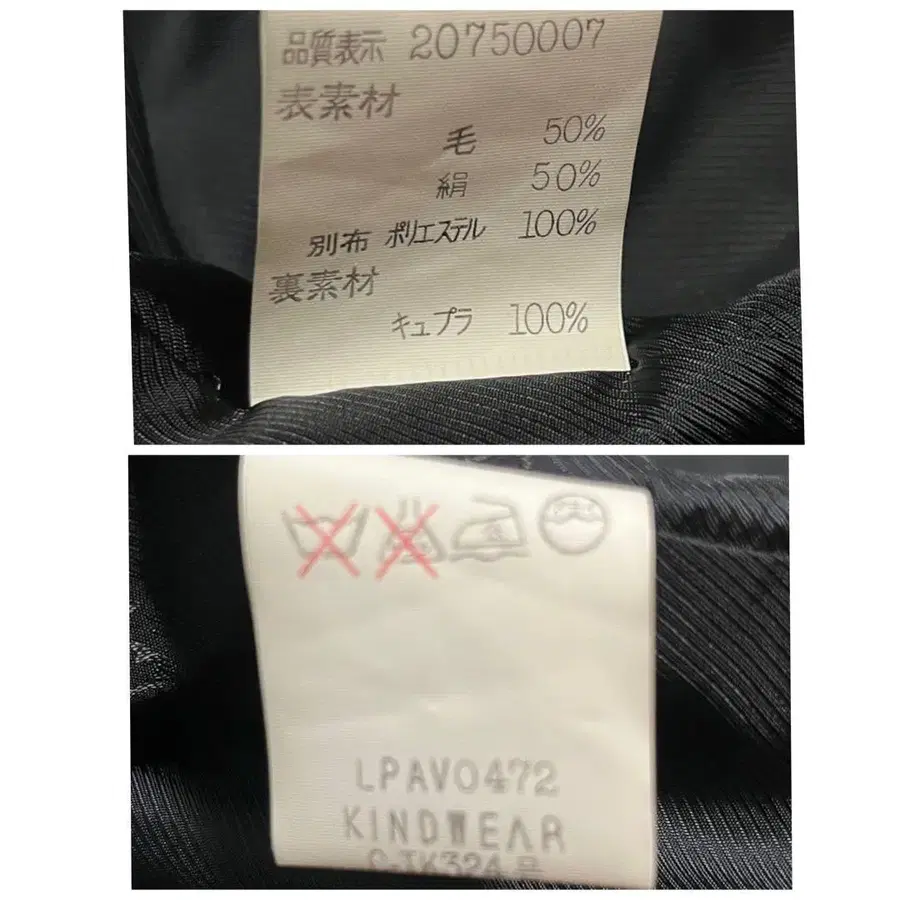 品質表示 20750007
表素材
毛 50%
絹 50%
別布 ポリエステル 100%
裏素材
キュプラ 100%
LPAV0472
KINDWEAR